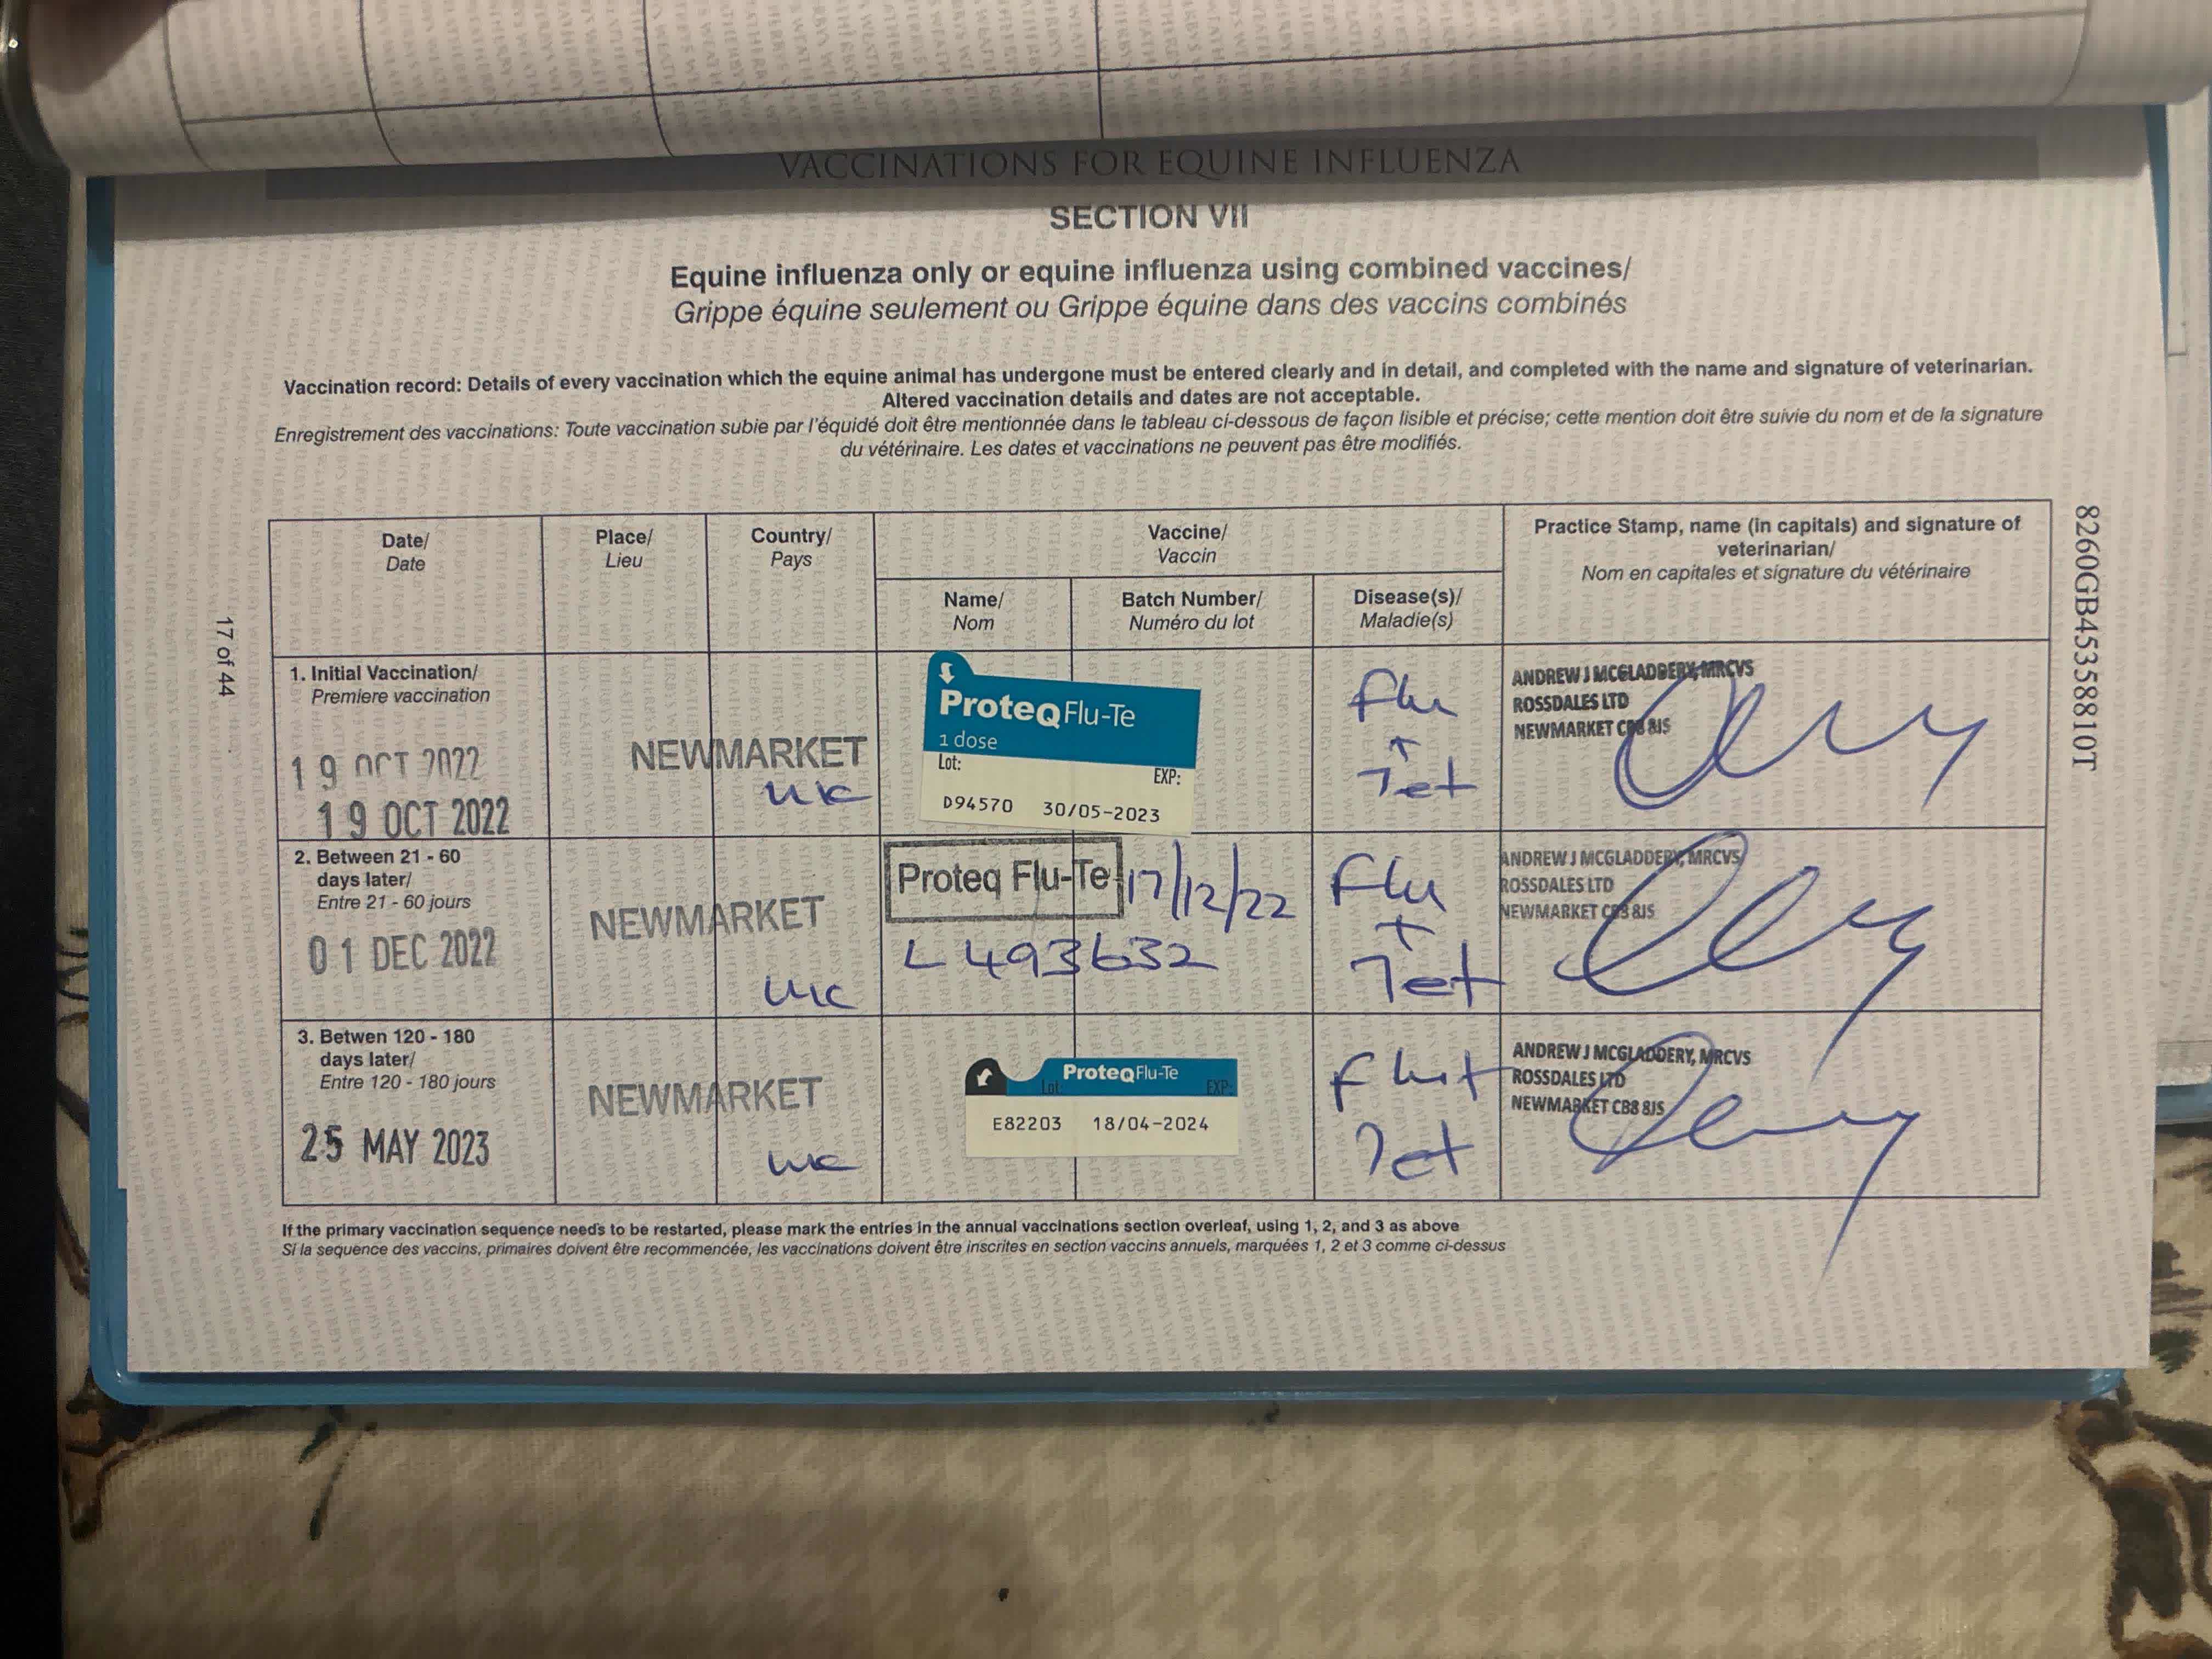 VACCINATIONS FOR EQUINE INFLUENZA
SECTION VII
Equine influenza only or equine influenza using combined vaccines/
Grippe équine seulement ou Grippe équine dans des vaccins combinés
Vaccination record: Details of every vaccination which the equine animal has undergone must be entered clearly and in detail, and completed with the name and signature of veterinarian.
Altered vaccination details and dates are not acceptable.
Enregistrement des vaccinations: Toute vaccination subie par l'équidé doit être mentionnée dans le tableau ci-dessous de façon lisible et précise; cette mention doit être suivie du nom et de la signature
du vétérinaire. Les dates et vaccinations ne peuvent pas être modifiés.
Date/
Date
Place/
Lieu
Country/
Pays
Vaccine/
Vaccin
Name/
Nom
Batch Number/
Numéro du lot
Disease(s)/
Maladie(s)
Practice Stamp, name (in capitals) and signature of
veterinarian/
Nom en capitales et signature du vétérinaire
1. Initial Vaccination/
Premiere vaccination
19 OCT 2022
19 OCT 2022
NEWMARKET
UK
ProteqFlu-Te
1 dose
Lot:
EXP:
D94570 30/05-2023
Flu
+
Tet
ANDREW J MCGLADDERY, MRCVS
ROSSDALES LTD
NEWMARKET CB8 8JS
2. Between 21 - 60
days later/
Entre 21 - 60 jours
01 DEC 2022
NEWMARKET
UK
Proteq Flu-Te
17/12/22
L493632
Flu
+
Tet
ANDREW J MCGLADDERY, MRCVS
ROSSDALES LTD
NEWMARKET CB8 8JS
3. Betwen 120 - 180
days later/
Entre 120 - 180 jours
25 MAY 2023
NEWMARKET
UK
ProteqFlu-Te
Lot:
EXP:
E82203 18/04-2024
Flu +
Tet
ANDREW J MCGLADDERY, MRCVS
ROSSDALES LTD
NEWMARKET CB8 8JS
If the primary vaccination sequence needs to be restarted, please mark the entries in the annual vaccinations section overleaf, using 1, 2, and 3 as above
Si la sequence des vaccins, primaires doivent être recommencée, les vaccinations doivent être inscrites en section vaccins annuels, marquées 1, 2 et 3 comme ci-dessus
17 of 44
8260GB45358810T